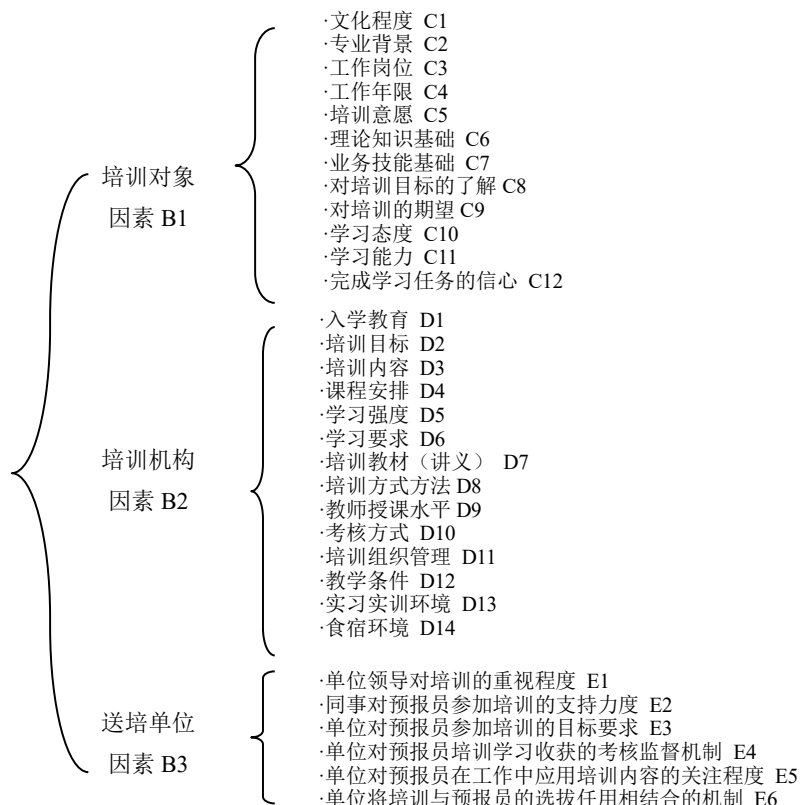 ·文化程度 C1
·专业背景 C2
·工作岗位 C3
·工作年限 C4
·培训意愿 C5
·理论知识基础 C6
·业务技能基础 C7
·对培训目标的了解 C8
·对培训的期望 C9
·学习态度 C10
·学习能力 C11
·完成学习任务的信心 C12
培训对象
因素 B1
·入学教育 D1
·培训目标 D2
·培训内容 D3
·课程安排 D4
·学习强度 D5
·学习要求 D6
·培训教材（讲义） D7
·培训方式方法 D8
·教师授课水平 D9
·考核方式 D10
·培训组织管理 D11
·教学条件 D12
·实习实训环境 D13
·食宿环境 D14
培训机构
因素 B2
·单位领导对培训的重视程度 E1
·同事对预报员参加培训的支持力度 E2
·单位对预报员参加培训的目标要求 E3
·单位对预报员培训学习收获的考核监督机制 E4
·单位对预报员在工作中应用培训内容的关注程度 E5
·单位将培训与预报员的选拔任用相结合的机制 E6
送培单位
因素 B3